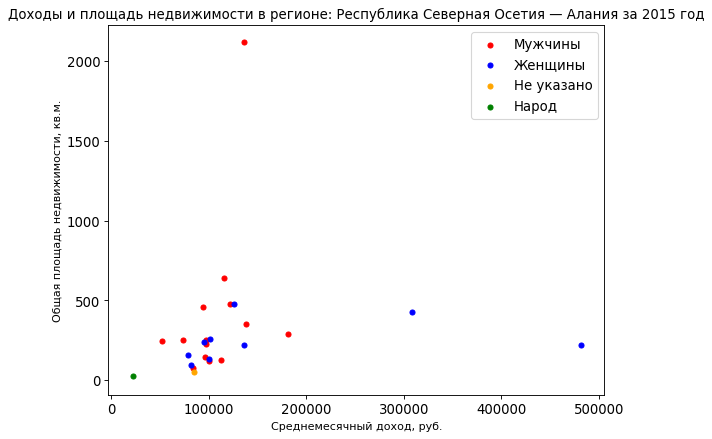 Доходы и площадь недвижимости в регионе: Республика Северная Осетия — Алания за 2015 год
Мужчины
Женщины
Не указано
Народ
Общая площадь недвижимости, кв.м.
2000
1500
1000
500
0
0 100000 200000 300000 400000 500000
Среднемесячный доход, руб.